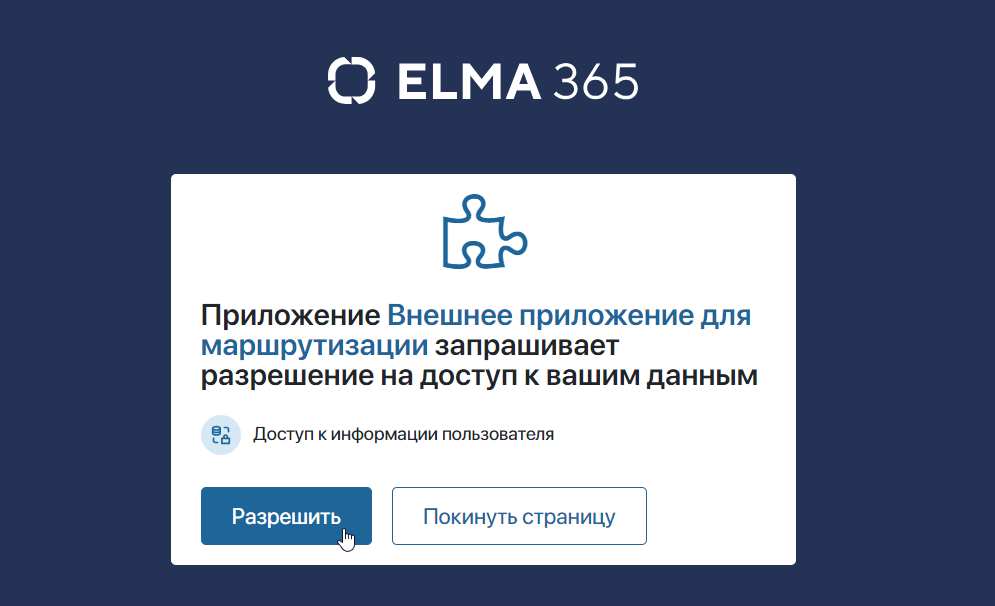 ELMA 365
Приложение Внешнее приложение для
маршрутизации запрашивает
разрешение на доступ к вашим данным
Доступ к информации пользователя
Разрешить
Покинуть страницу